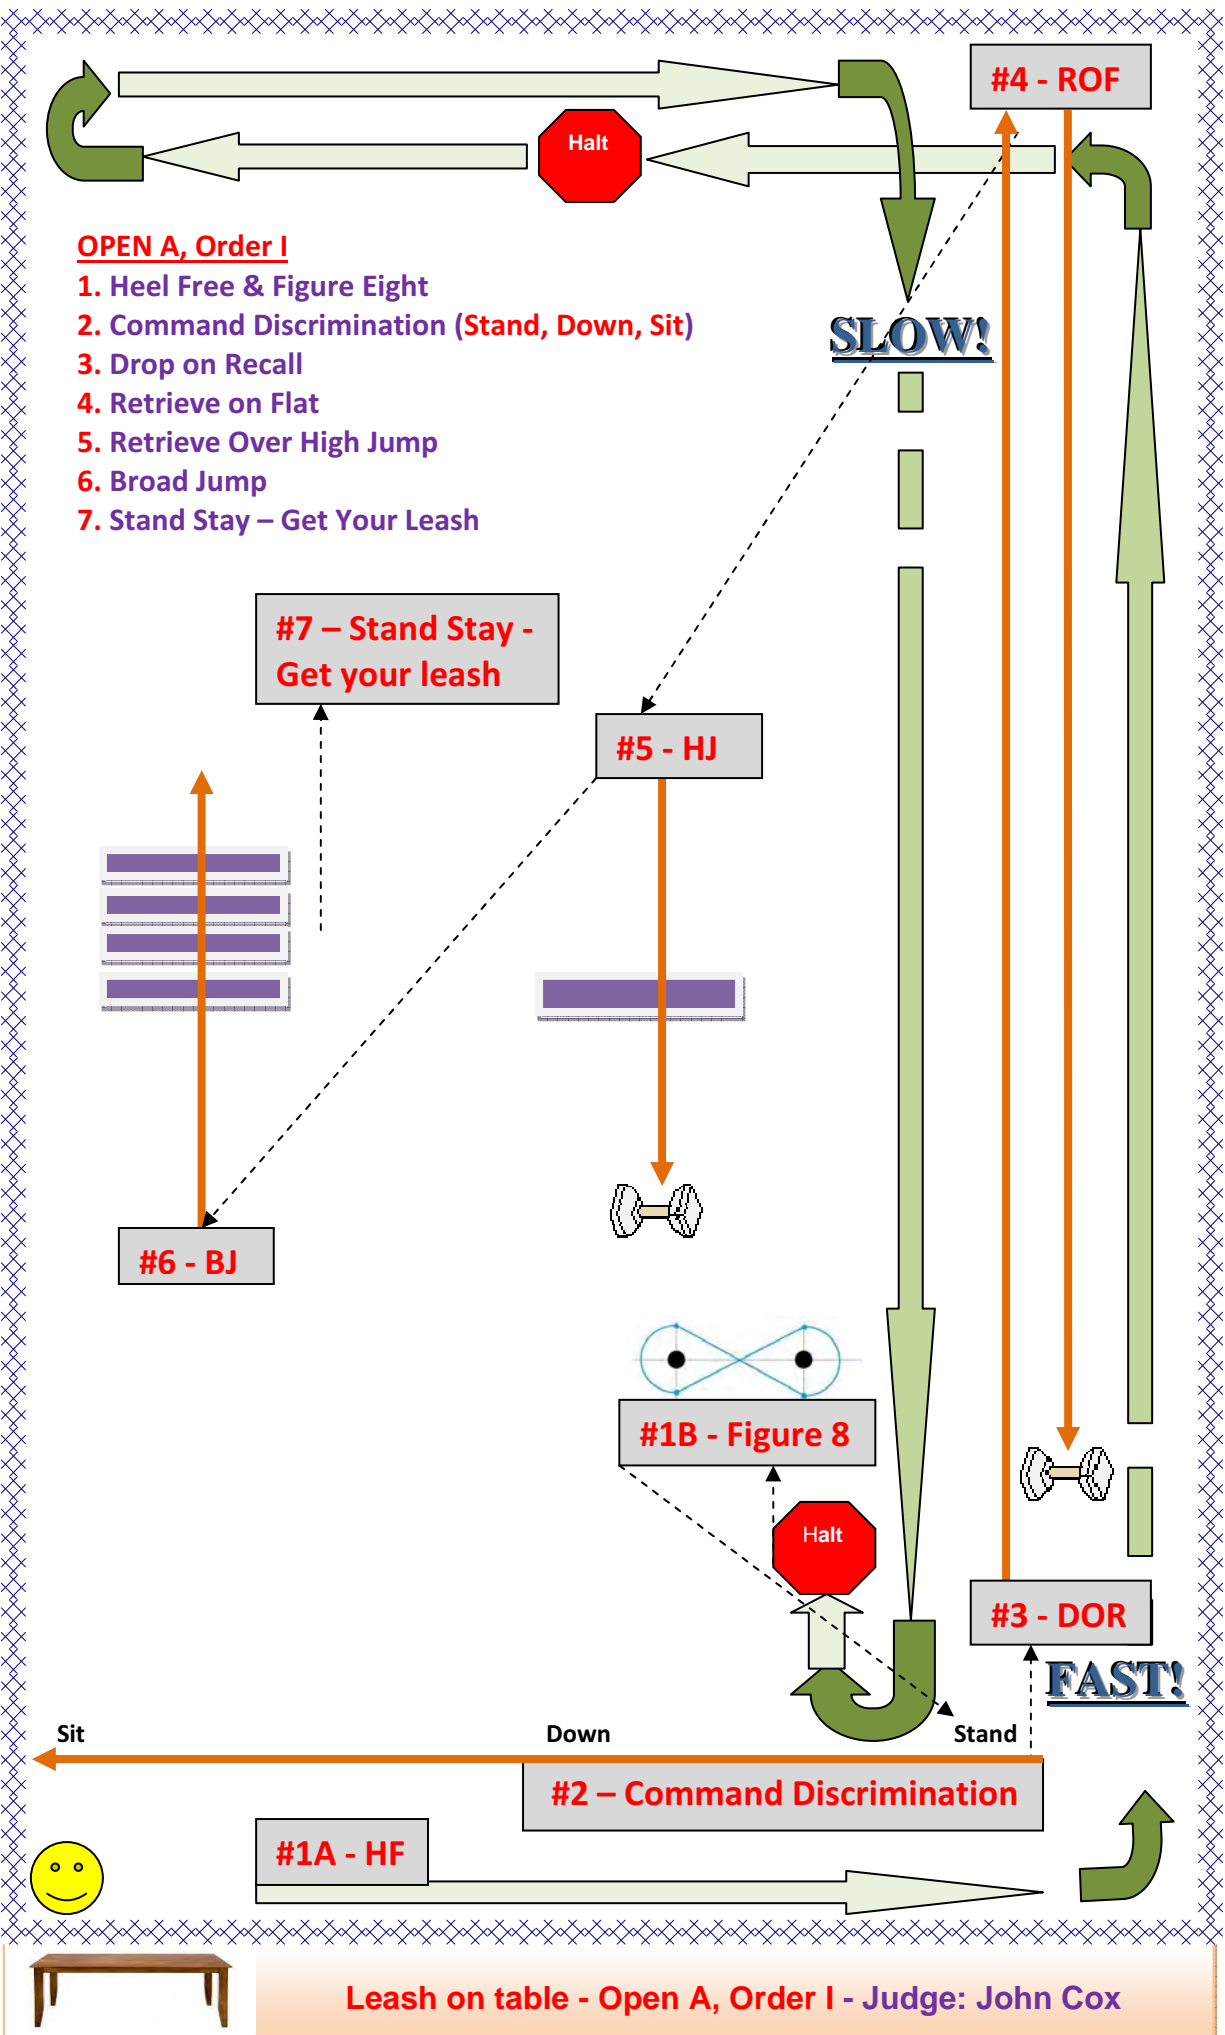 #4 - ROF
Halt
OPEN A, Order I
1. Heel Free & Figure Eight
2. Command Discrimination (Stand, Down, Sit)
3. Drop on Recall
4. Retrieve on Flat
5. Retrieve Over High Jump
6. Broad Jump
7. Stand Stay – Get Your Leash
SLOW!
#7 – Stand Stay -
Get your leash
#5 - HJ
#6 - BJ
#1B - Figure 8
Halt
#3 - DOR
FAST!
Sit
Down
Stand
#2 – Command Discrimination
#1A - HF
Leash on table - Open A, Order I - Judge: John Cox